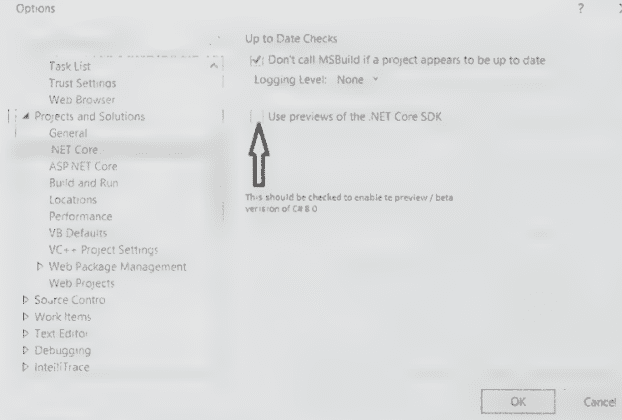 Options
?
Up to Date Checks
Don't call MSBuild if a project appears to be up to date
Logging Level: None
Use previews of the .NET Core SDK
This should be checked to enable to preview / beta
version of C# 8.0
Task List
Trust Settings
Web Browser
Projects and Solutions
General
.NET Core
ASP.NET Core
Build and Run
Locations
Performance
VB Defaults
VC++ Project Settings
Web Package Management
Web Projects
Source Contro
Work Items
Text Editor
Debugging
IntelliTrace
OK
Cancel